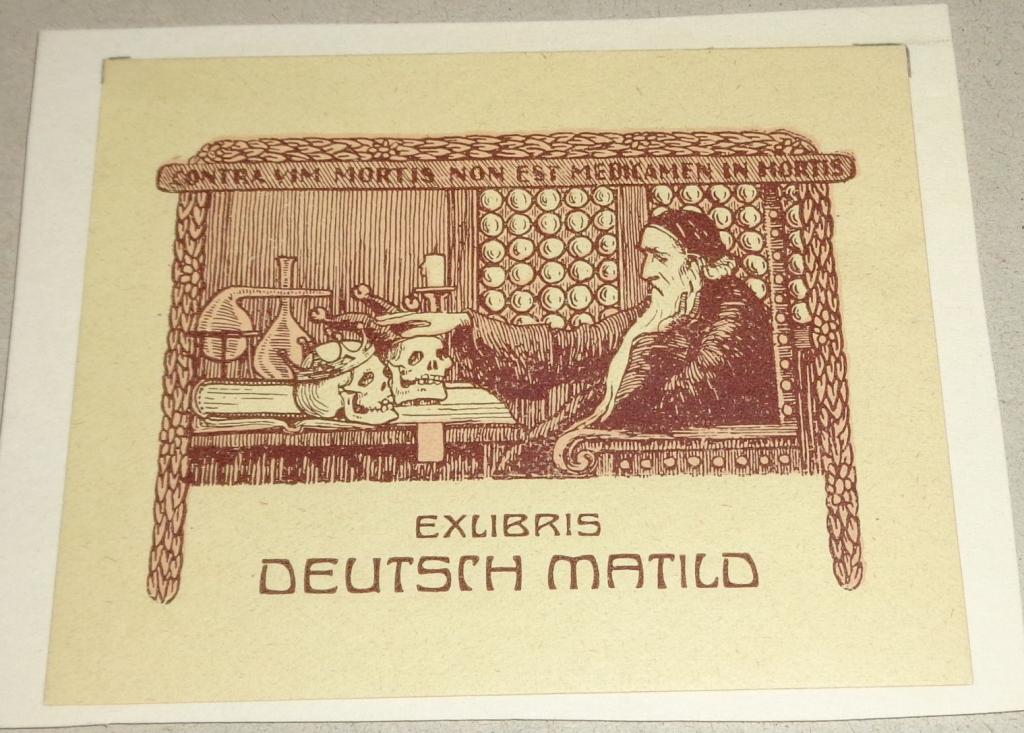 CONTRA VIM MORTIS NON EST MEDICAMEN IN HORTIS
EXLIBRIS
DEUTSCH MATILD